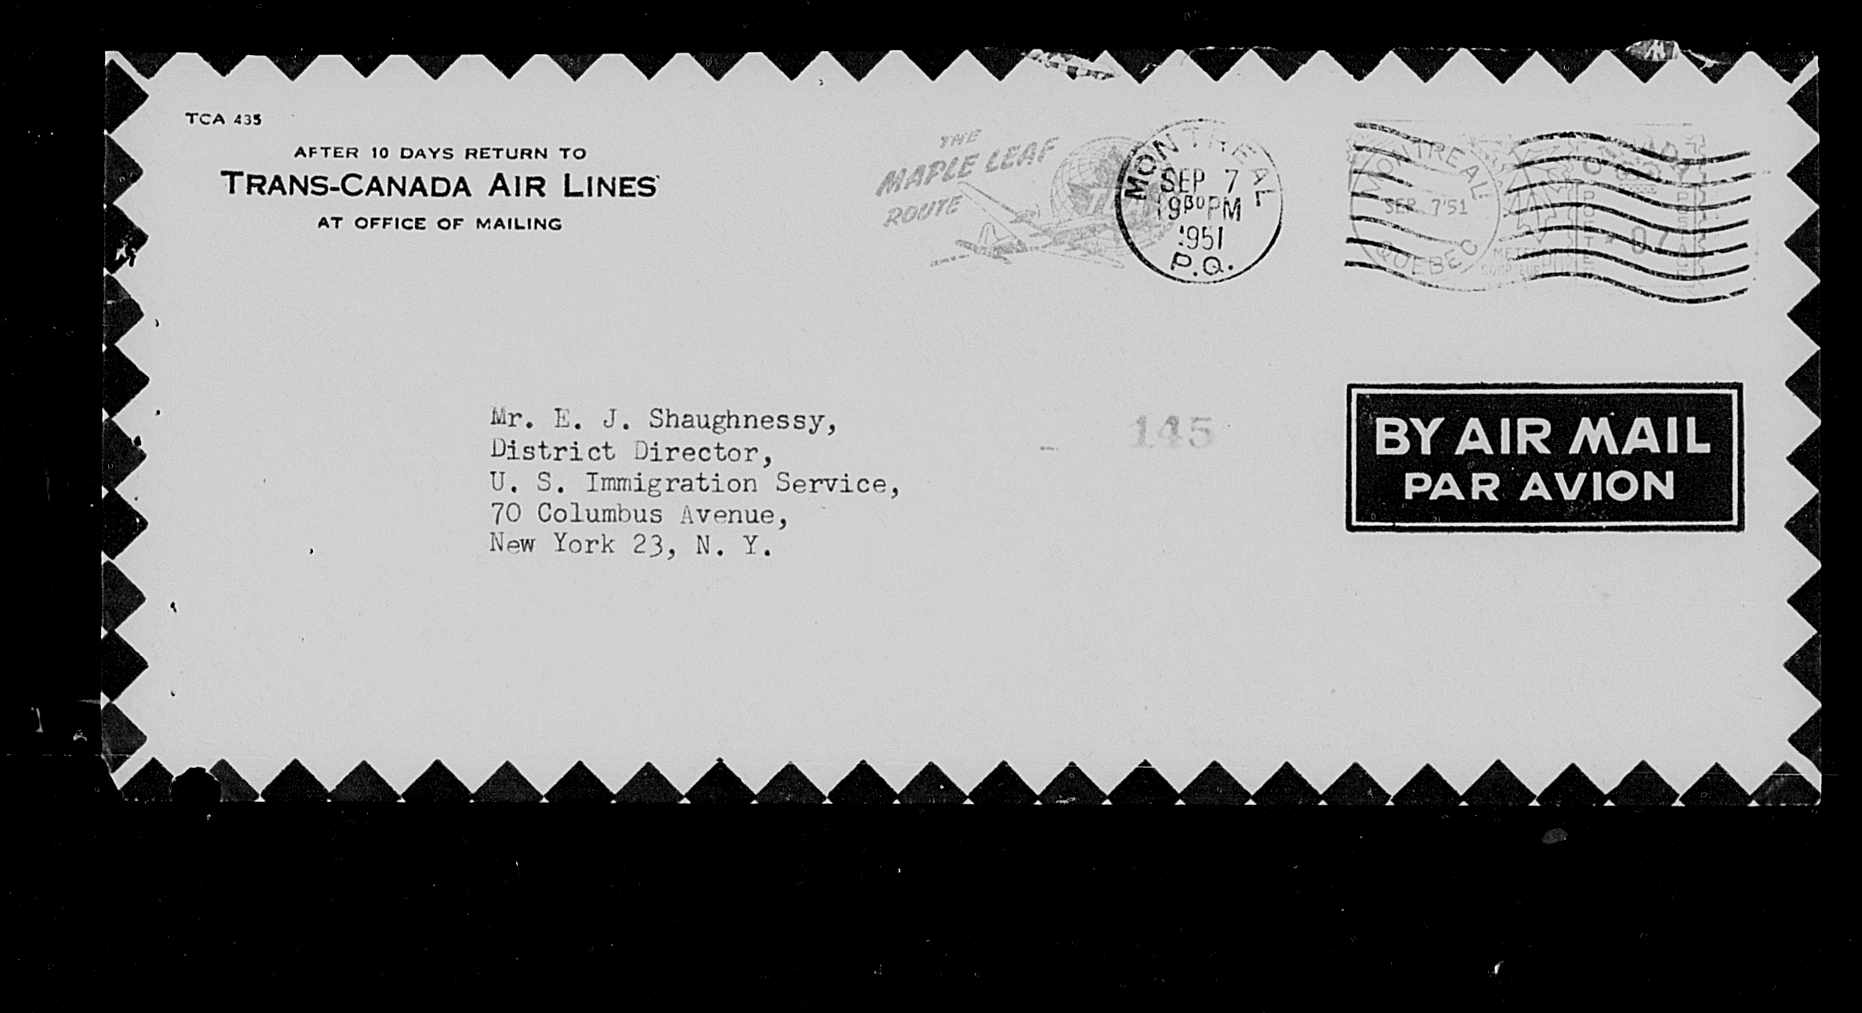 TCA 435
AFTER 10 DAYS RETURN TO
TRANS-CANADA AIR LINES
AT OFFICE OF MAILING
THE
MAPLE LEAF
ROUTE
MONTREAL
SEP 7
9³⁰PM
1951
P.Q.
MONTREAL
SEP. 7'51
QUEBEC
Mr. E. J. Shaughnessy,
District Director,
U. S. Immigration Service,
70 Columbus Avenue,
New York 23, N. Y.
145
BY AIR MAIL
PAR AVION